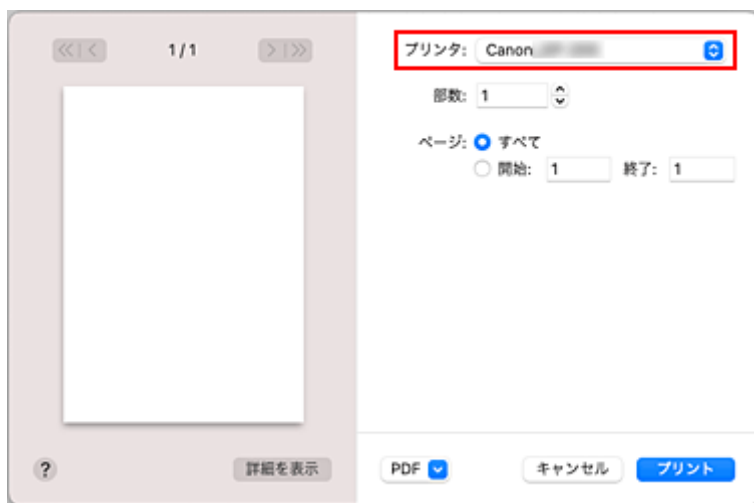 1/1
プリンタ: Canon
部数: 1
ページ: すべて
開始: 1 終了: 1
? 詳細を表示 PDF キャンセル プリント